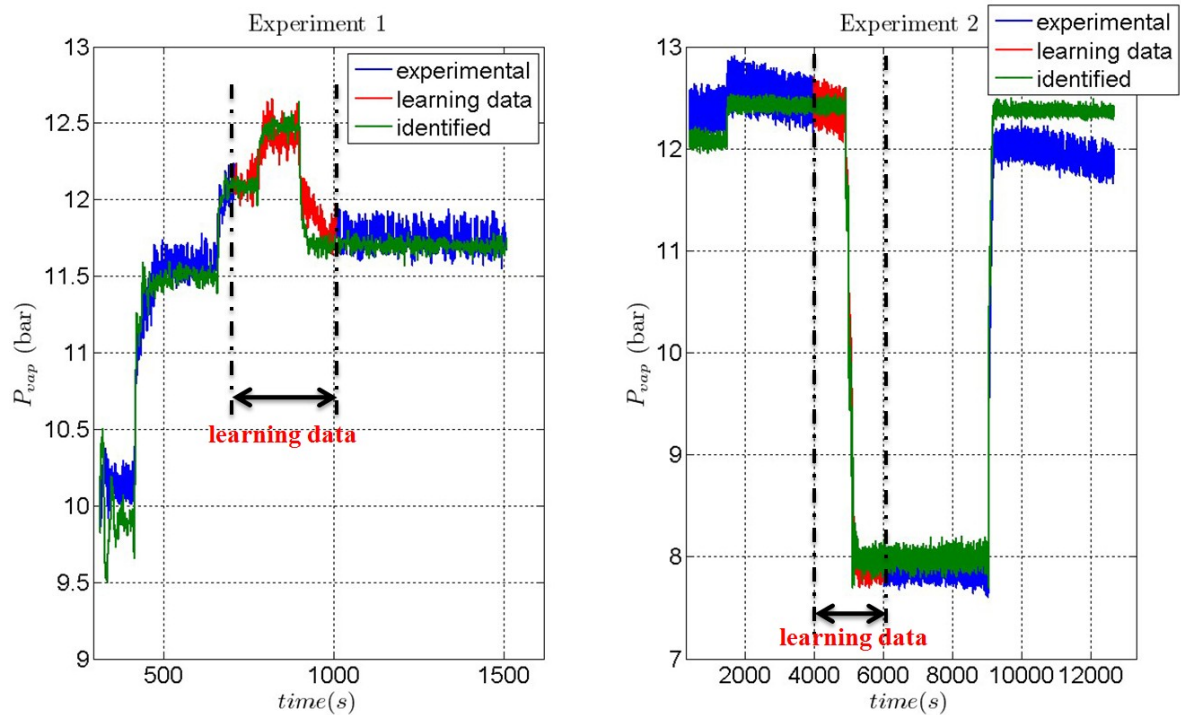 Experiment 1
13
12.5
12
11.5
11
10.5
10
9.5
9
P_vap (bar)
500
1000
1500
time(s)
experimental
learning data
identified
learning data
Experiment 2
13
12
11
10
9
8
7
P_vap (bar)
2000
4000
6000
8000
10000
12000
time(s)
experimental
learning data
identified
learning data